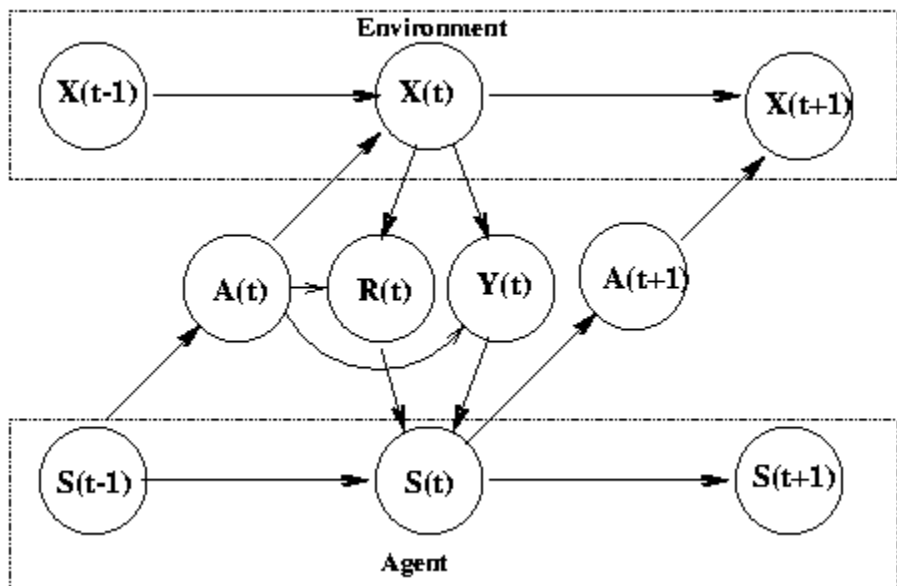 Environment
X(t-1)
X(t)
X(t+1)
A(t)
R(t)
Y(t)
A(t+1)
S(t-1)
S(t)
S(t+1)
Agent